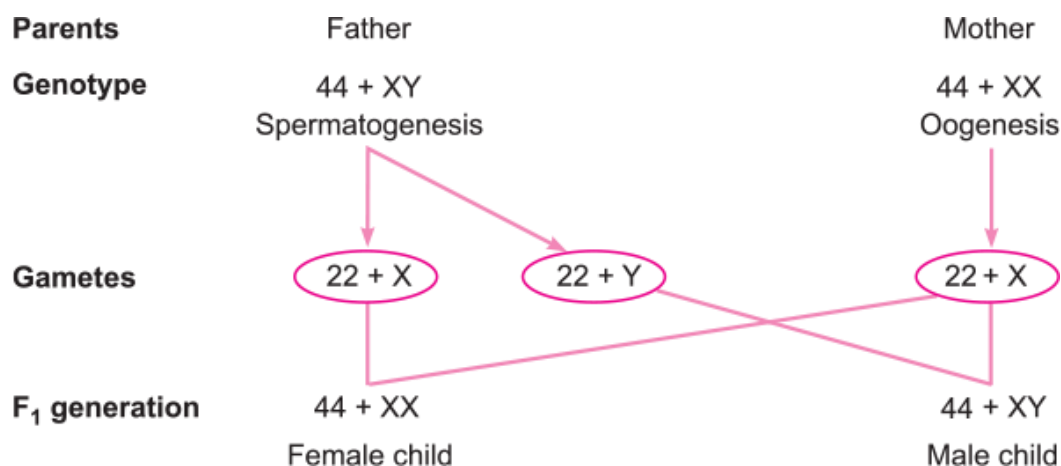 Parents Father Mother
Genotype 44 + XY 44 + XX
Spermatogenesis Oogenesis
Gametes 22 + X 22 + Y 22 + X
F₁ generation 44 + XX 44 + XY
Female child Male child